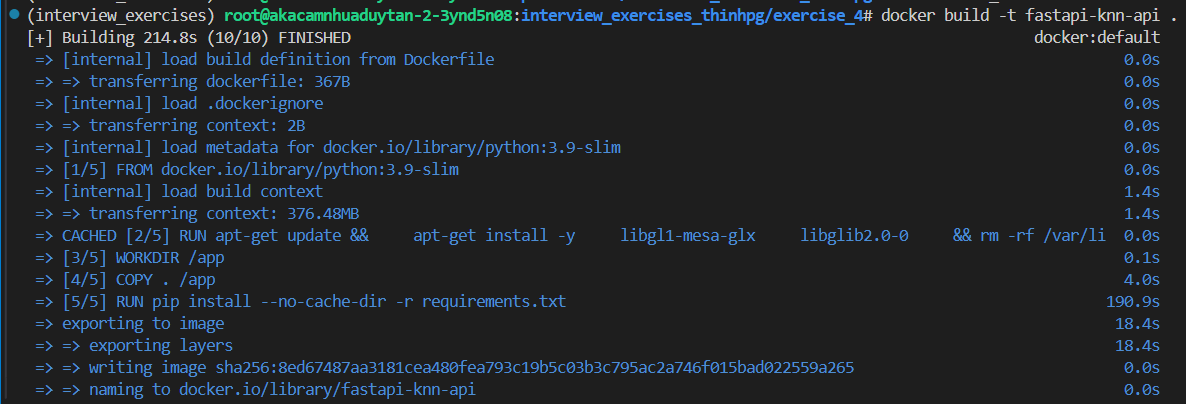 (interview_exercises) root@akacamnhuaduytan-2-3ynd5n08:interview_exercises_thinhpg/exercise_4# docker build -t fastapi-knn-api .
[+] Building 214.8s (10/10) FINISHED docker:default
=> [internal] load build definition from Dockerfile 0.0s
=> => transferring dockerfile: 367B 0.0s
=> [internal] load .dockerignore 0.0s
=> => transferring context: 2B 0.0s
=> [internal] load metadata for docker.io/library/python:3.9-slim 0.0s
=> [1/5] FROM docker.io/library/python:3.9-slim 0.0s
=> [internal] load build context 1.4s
=> => transferring context: 376.48MB 1.4s
=> CACHED [2/5] RUN apt-get update && apt-get install -y libgl1-mesa-glx libglib2.0-0 && rm -rf /var/li 0.0s
=> [3/5] WORKDIR /app 0.1s
=> [4/5] COPY . /app 4.0s
=> [5/5] RUN pip install --no-cache-dir -r requirements.txt 190.9s
=> exporting to image 18.4s
=> => exporting layers 18.4s
=> => writing image sha256:8ed67487aa3181cea480fea793c19b5c03b3c795ac2a746f015bad022559a265 0.0s
=> => naming to docker.io/library/fastapi-knn-api 0.0s